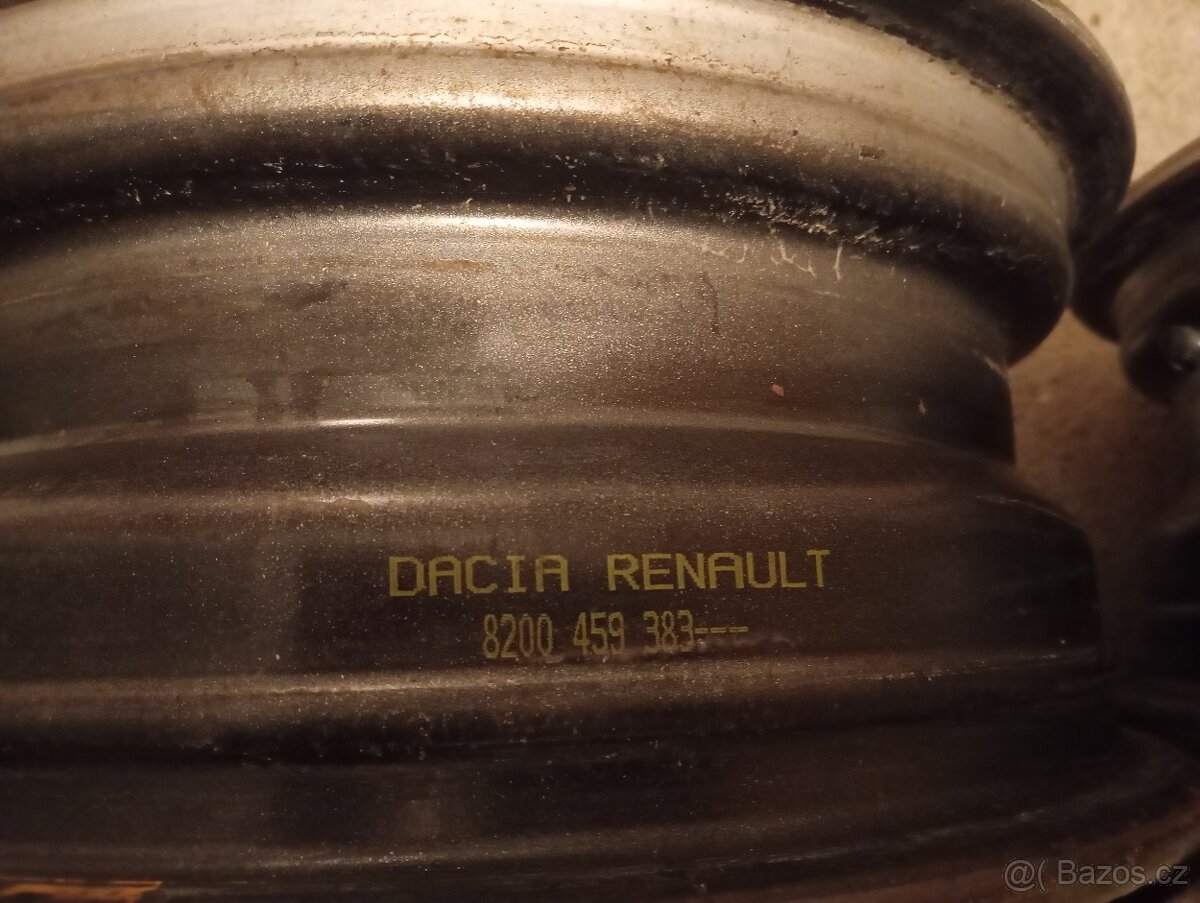 DACIA RENAULT
8200 459 383---
@( Bazos.cz